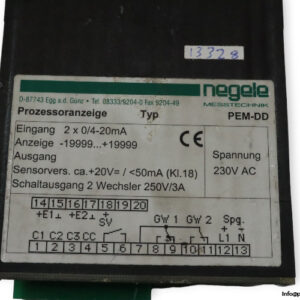 13328
negele
MESSTECHNIK
D-87743 Egg a.d. Günz • Tel. 08333/9204-0 Fax 9204-49
Prozessoranzeige Typ PEM-DD
Eingang 2 x 0/4-20mA
Anzeige -19999...+19999
Ausgang Spannung
Sensorvers. ca.+20V= / <50mA (Kl.18) 230V AC
Schaltausgang 2 Wechsler 250V/3A
14 15 16 17 18 19 20
+E1⊥ +E2⊥ + SV GW 1 GW 2 Spg.
C1 C2 C3 CC L1 N
1 2 3 4 5 6 7 8 9 10 11 12 13